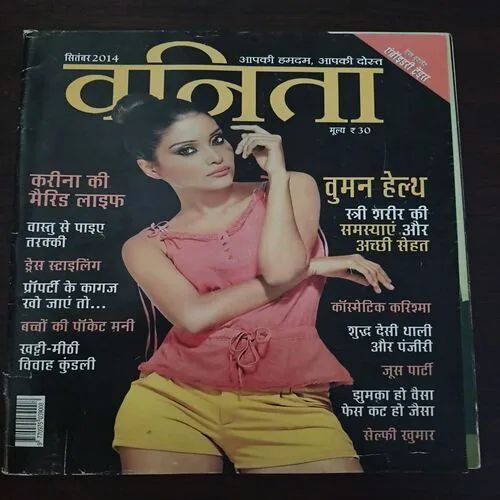 सितंबर 2014
आपकी हमदम, आपकी दोस्त
वनिता
मूल्य ₹ 30
एंब्रॉइडरी ट्रेंड्स
करीना की
मैरिड लाइफ
वास्तु से पाइए
तरक्की
ड्रेस स्टाइलिंग
प्रॉपर्टी के कागज
खो जाएं तो...
बच्चों की पॉकेट मनी
खट्टी-मीठी
विवाह कुंडली
वुमन हेल्थ
स्त्री शरीर की
समस्याएं और
अच्छी सेहत
कॉस्मेटिक करिश्मा
शुद्ध देसी थाली
और पंजीरी
जूस पार्टी
झुमका हो वैसा
फेस कट हो जैसा
सेल्फी खुमार